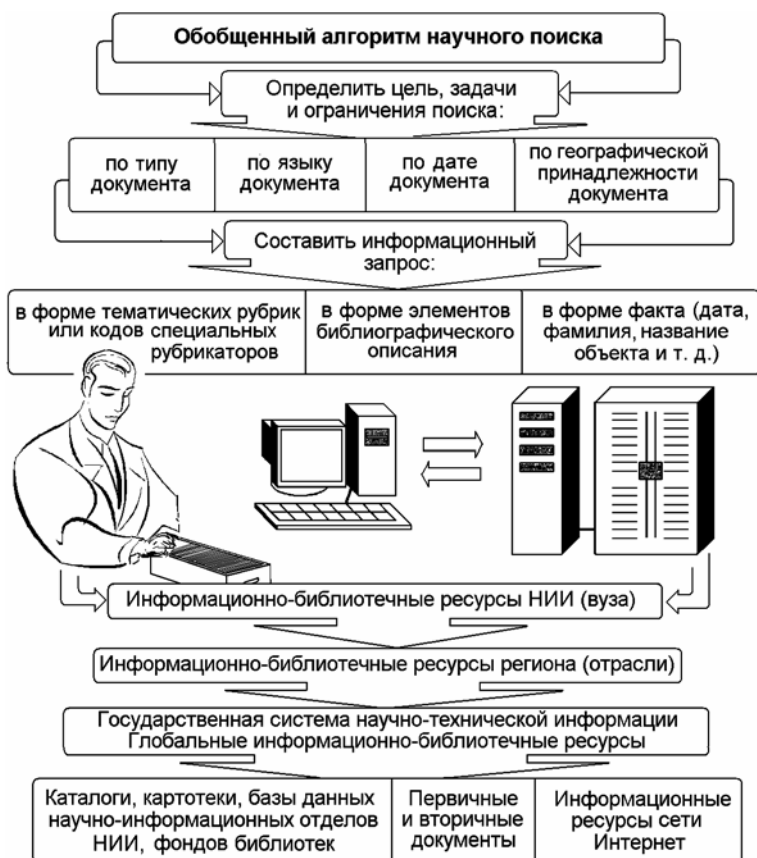 Обобщенный алгоритм научного поиска
Определить цель, задачи
и ограничения поиска:
по типу
документа
по языку
документа
по дате
документа
по географической
принадлежности
документа
Составить информационный
запрос:
в форме тематических рубрик
или кодов специальных
рубрикаторов
в форме элементов
библиографического
описания
в форме факта (дата,
фамилия, название
объекта и т. д.)
Информационно-библиотечные ресурсы НИИ (вуза)
Информационно-библиотечные ресурсы региона (отрасли)
Государственная система научно-технической информации
Глобальные информационно-библиотечные ресурсы
Каталоги, картотеки, базы данных
научно-информационных отделов
НИИ, фондов библиотек
Первичные
и вторичные
документы
Информационные
ресурсы сети
Интернет